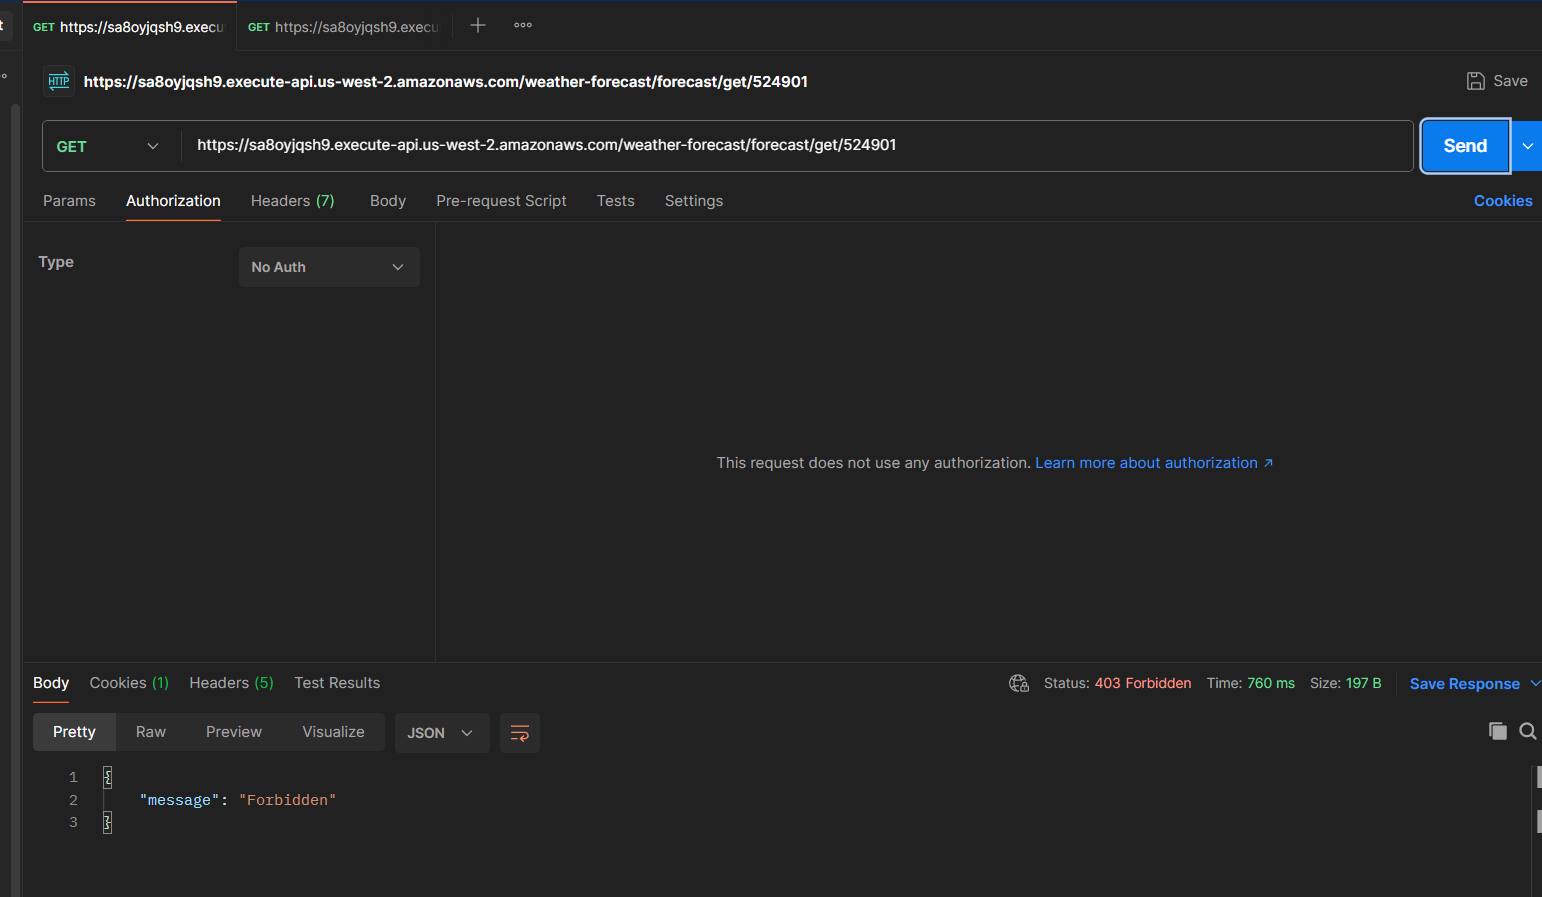 t
GET https://sa8oyjqsh9.execu
GET https://sa8oyjqsh9.execu
HTTP https://sa8oyjqsh9.execute-api.us-west-2.amazonaws.com/weather-forecast/forecast/get/524901
Save
GET https://sa8oyjqsh9.execute-api.us-west-2.amazonaws.com/weather-forecast/forecast/get/524901
Send
Params Authorization Headers (7) Body Pre-request Script Tests Settings Cookies
Type No Auth
This request does not use any authorization. Learn more about authorization ↗
Body Cookies (1) Headers (5) Test Results Status: 403 Forbidden Time: 760 ms Size: 197 B Save Response
Pretty Raw Preview Visualize JSON
1 {
2 "message": "Forbidden"
3 }